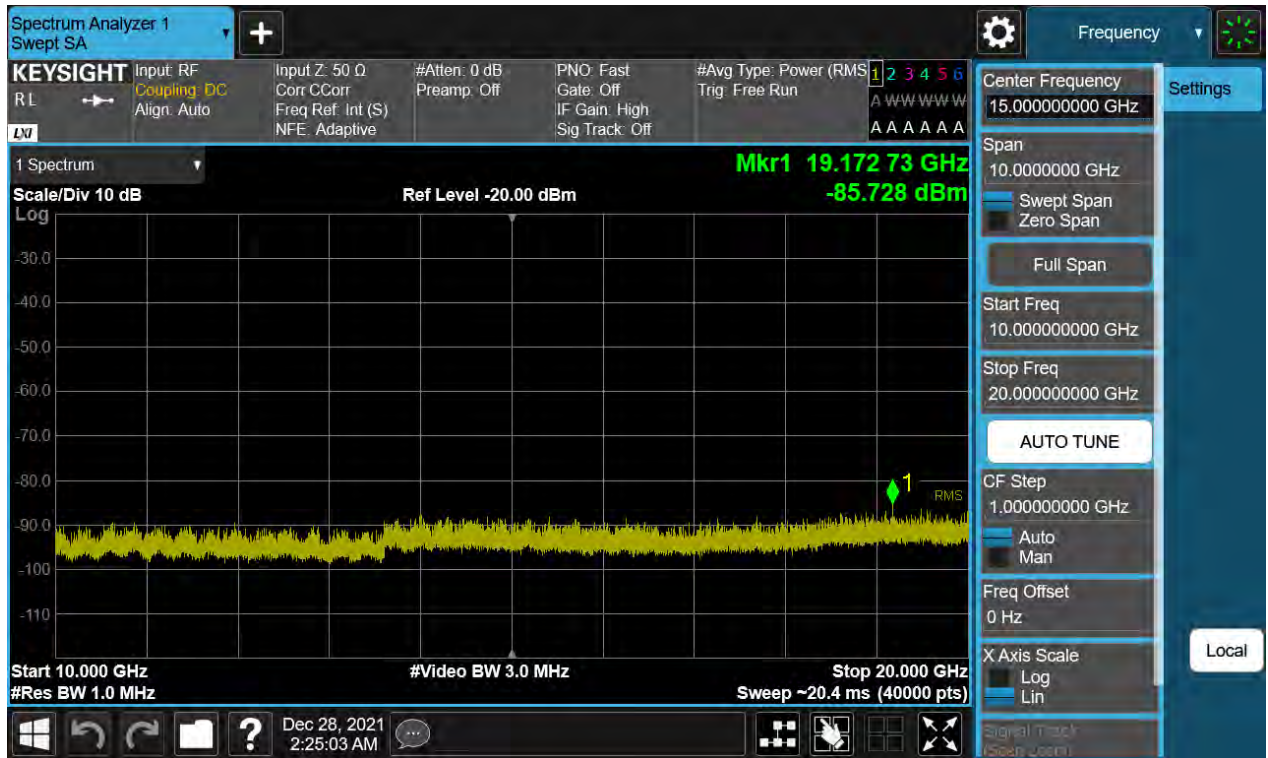 Spectrum Analyzer 1
Swept SA
+
Frequency
KEYSIGHT
RL
LXI
Input: RF
Coupling: DC
Align: Auto
Input Z: 50 Ω
Corr CCorr
Freq Ref: Int (S)
NFE: Adaptive
#Atten: 0 dB
Preamp: Off
PNO: Fast
Gate: Off
IF Gain: High
Sig Track: Off
#Avg Type: Power (RMS
Trig: Free Run
1 2 3 4 5 6
A W W W W W
A A A A A A
1 Spectrum
Mkr1 19.172 73 GHz
Scale/Div 10 dB
Ref Level -20.00 dBm
-85.728 dBm
Log
-30.0
-40.0
-50.0
-60.0
-70.0
-80.0
-90.0
-100
-110
1
RMS
Start 10.000 GHz
#Video BW 3.0 MHz
Stop 20.000 GHz
#Res BW 1.0 MHz
Sweep ~20.4 ms (40000 pts)
Center Frequency
15.000000000 GHz
Span
10.0000000 GHz
Swept Span
Zero Span
Full Span
Start Freq
10.000000000 GHz
Stop Freq
20.000000000 GHz
AUTO TUNE
CF Step
1.000000000 GHz
Auto
Man
Freq Offset
0 Hz
X Axis Scale
Log
Lin
Signal Track
(Span Zoom)
Settings
Local
?
Dec 28, 2021
2:25:03 AM